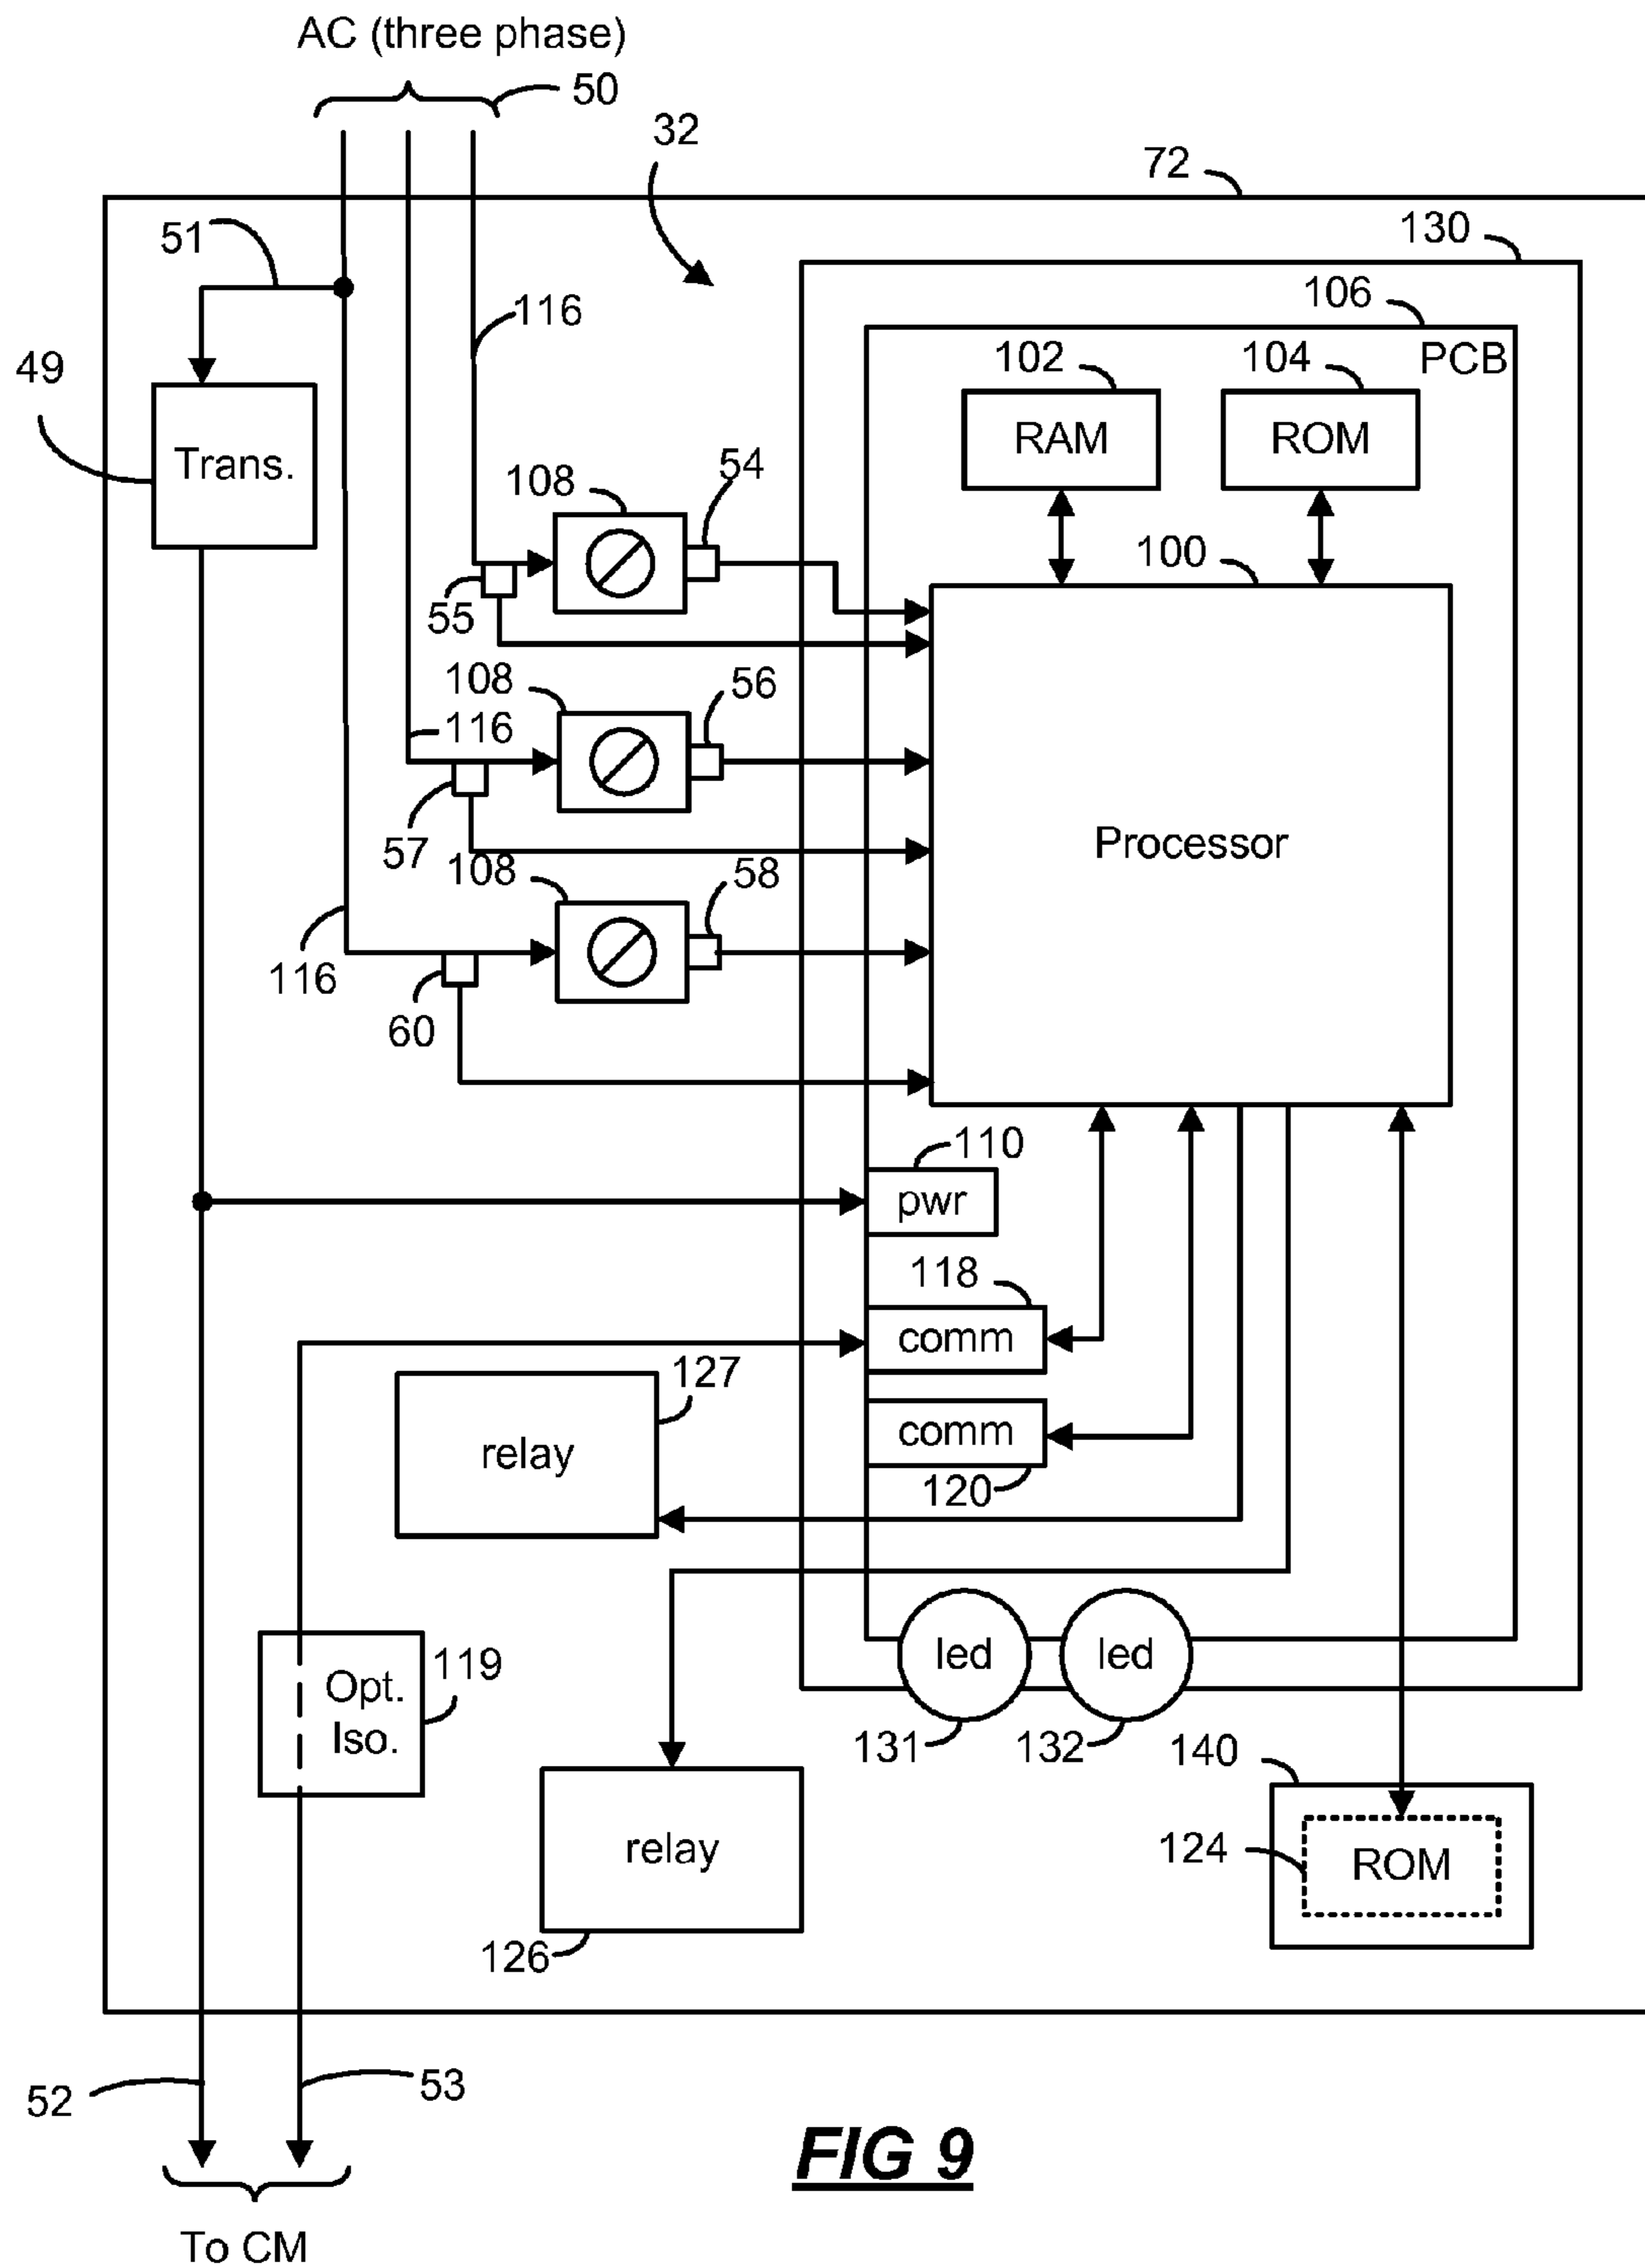 AC (three phase)
50
32
72
51
130
116
106
PCB
49
102
104
Trans.
RAM
ROM
108
54
100
55
108
56
116
Processor
57
108
58
116
60
110
pwr
118
comm
127
relay
comm
120
119
Opt.
Iso.
led
led
131
132
140
relay
124
ROM
126
52
53
FIG 9
To CM